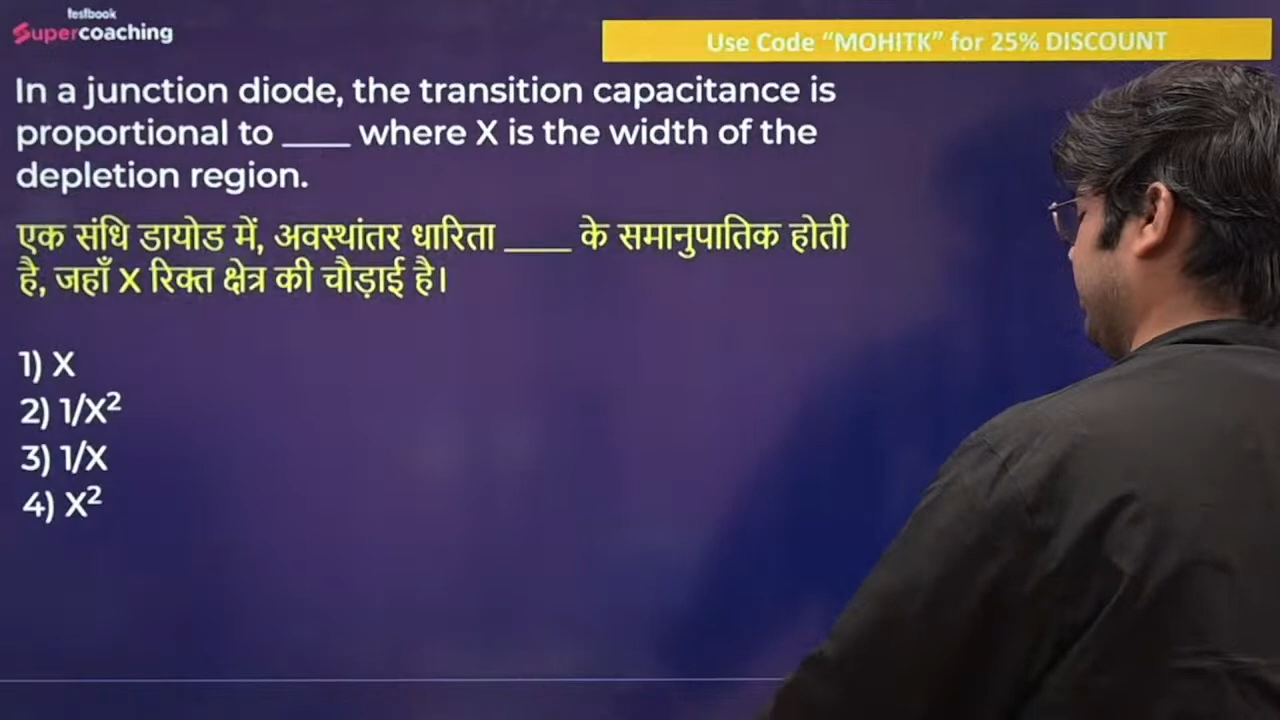 testbook
Supercoaching
Use Code “MOHITK” for 25% DISCOUNT
In a junction diode, the transition capacitance is
proportional to ____ where X is the width of the
depletion region.
एक संधि डायोड में, अवस्थांतर धारिता ____ के समानुपातिक होती
है, जहाँ X रिक्त क्षेत्र की चौड़ाई है।
1) X
2) 1/X²
3) 1/X
4) X²